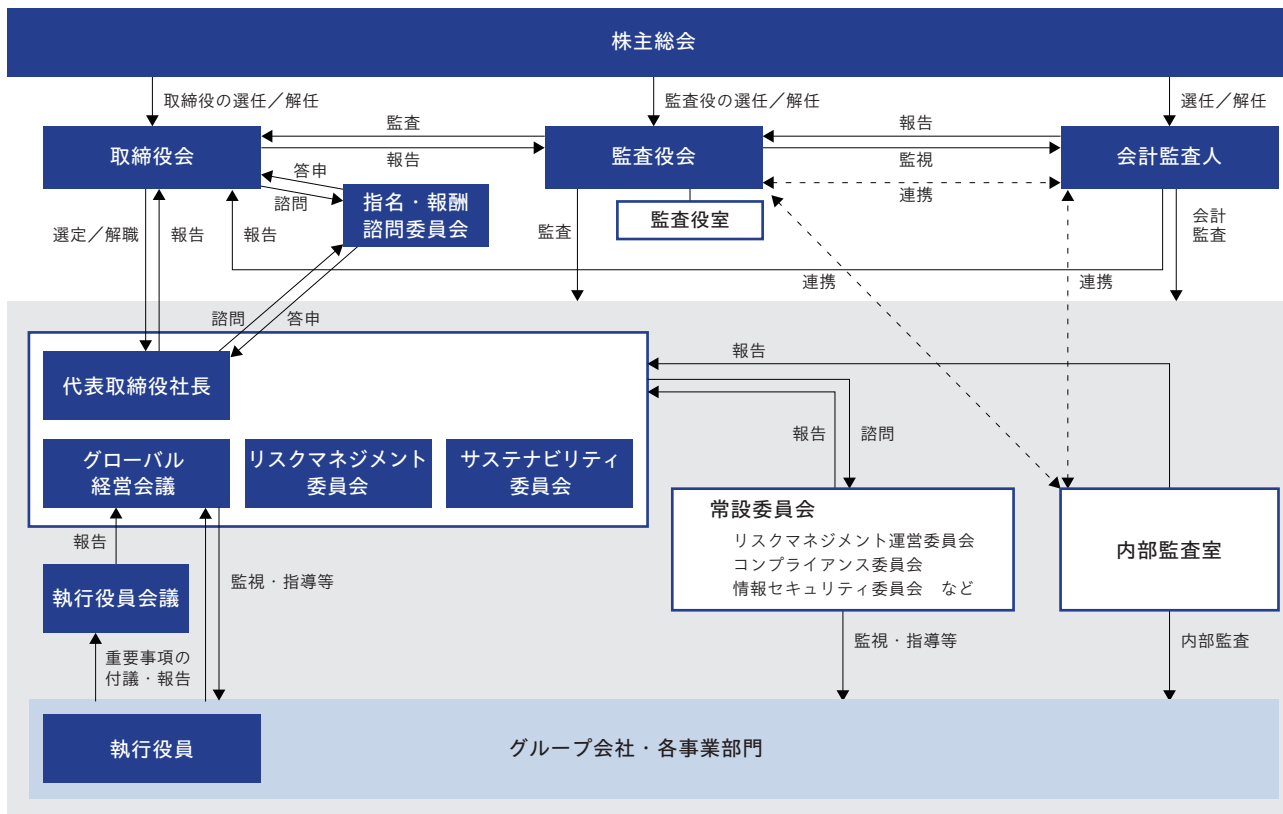 株主総会
取締役の選任／解任
監査役の選任／解任
選任／解任
取締役会
監査
報告
監査役会
報告
監視
会計監査人
答申
諮問
指名・報酬
諮問委員会
監査役室
連携
選定／解職
報告
報告
監査
会計
監査
連携
連携
諮問
答申
代表取締役社長
報告
グローバル
経営会議
リスクマネジメント
委員会
サステナビリティ
委員会
報告
諮問
常設委員会
リスクマネジメント運営委員会
コンプライアンス委員会
情報セキュリティ委員会　など
内部監査室
報告
監視・指導等
執行役員会議
重要事項の
付議・報告
監視・指導等
内部監査
執行役員
グループ会社・各事業部門